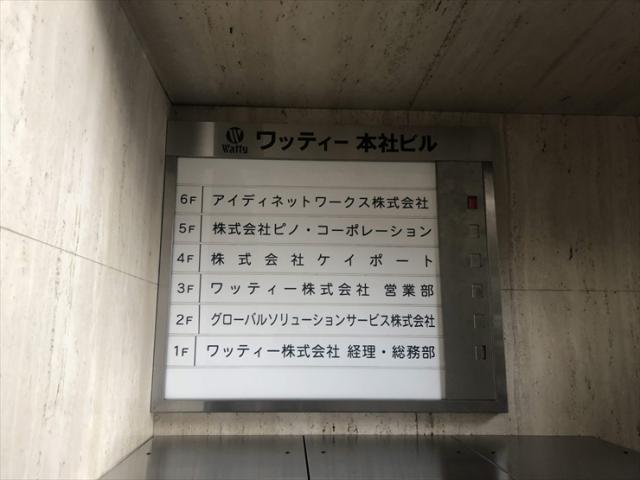 Watty ワッティー 本社ビル
6F アイディネットワークス株式会社
5F 株式会社ピノ・コーポレーション
4F 株式会社ケイポート
3F ワッティー株式会社 営業部
2F グローバルソリューションサービス株式会社
1F ワッティー株式会社 経理・総務部